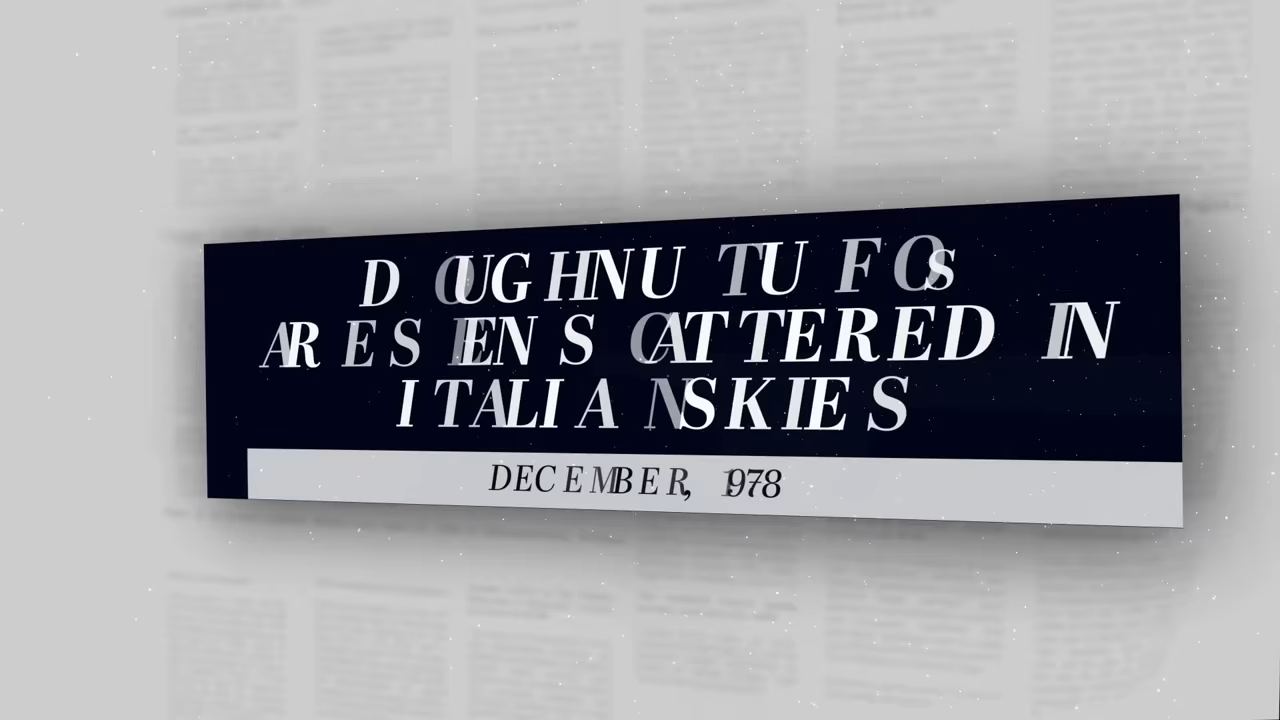 DOUGHNUT UFOs
ARE SEEN SCATTERED IN
ITALIAN SKIES
DECEMBER, 1978